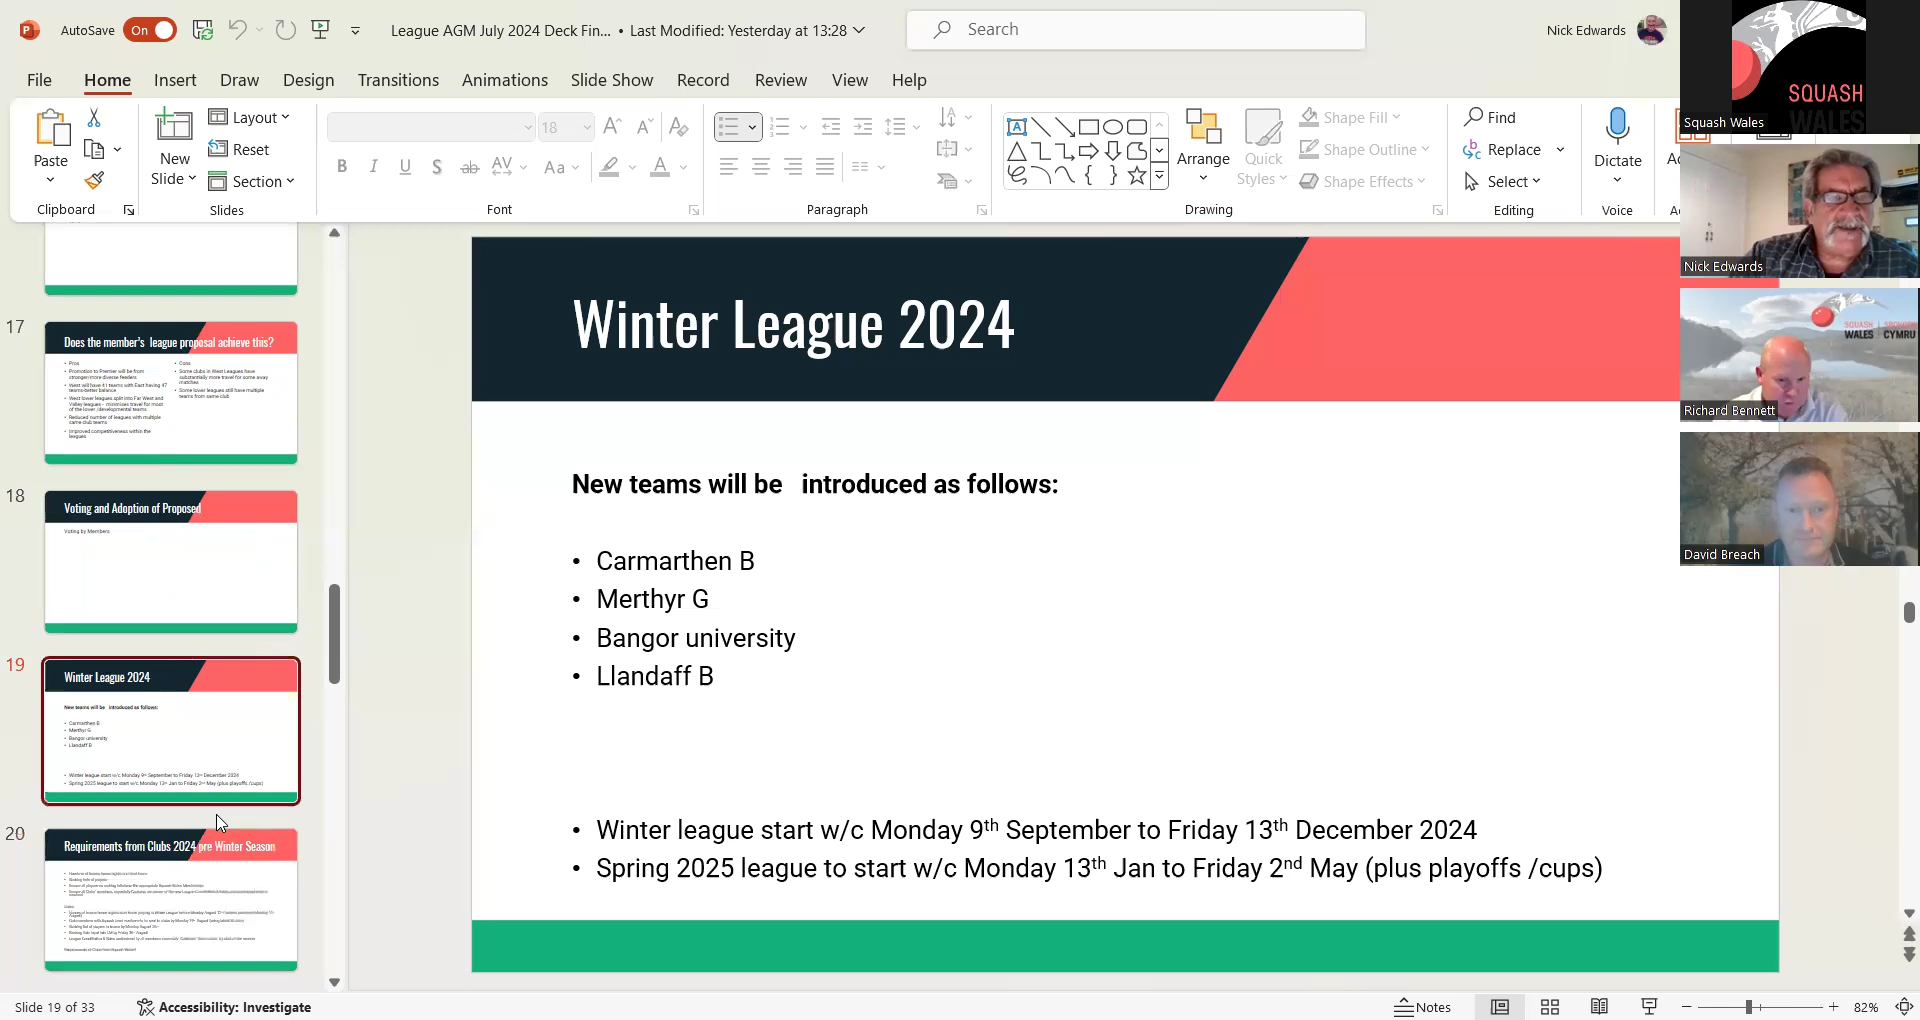 AutoSave
On
League AGM July 2024 Deck Fin... • Last Modified: Yesterday at 13:28
Search
Nick Edwards
File Home Insert Draw Design Transitions Animations Slide Show Record Review View Help
Paste
Clipboard
New
Slide
Layout
Reset
Section
Slides
18
B I U S ab AV Aa A
Font
Paragraph
Arrange
Quick
Styles
Shape Fill
Shape Outline
Shape Effects
Drawing
Find
Replace
Select
Editing
Dictate
Voice
SQUASH
WALES
Squash Wales
Nick Edwards
SQUASH
WALES
CYMRU
Richard Bennett
David Breach
17
Does the member's league proposal achieve this?
• Pros
• Promotion to Premier will be from
stronger/more diverse feeders
• West will have 41 teams with East having 47
teams-better balance
• West lower leagues split into Far West and
Valley leagues - minimises travel for most
of the lower /developmental teams
• Reduced number of leagues with multiple
same club teams
• Improved competitiveness within the
leagues
• Cons
• Some clubs in West Leagues have
substantially more travel for some away
matches
• Some lower leagues still have multiple
teams from same club
18
Voting and Adoption of Proposed
Voting by Members
19
Winter League 2024
New teams will be introduced as follows:
• Carmarthen B
• Merthyr G
• Bangor university
• Llandaff B
• Winter league start w/c Monday 9th September to Friday 13th December 2024
• Spring 2025 league to start w/c Monday 13th Jan to Friday 2nd May (plus playoffs /cups)
20
Requirements from Clubs 2024 pre Winter Season
Winter League 2024
New teams will be introduced as follows:
• Carmarthen B
• Merthyr G
• Bangor university
• Llandaff B
• Winter league start w/c Monday 9th September to Friday 13th December 2024
• Spring 2025 league to start w/c Monday 13th Jan to Friday 2nd May (plus playoffs /cups)
Slide 19 of 33
Accessibility: Investigate
Notes
82%